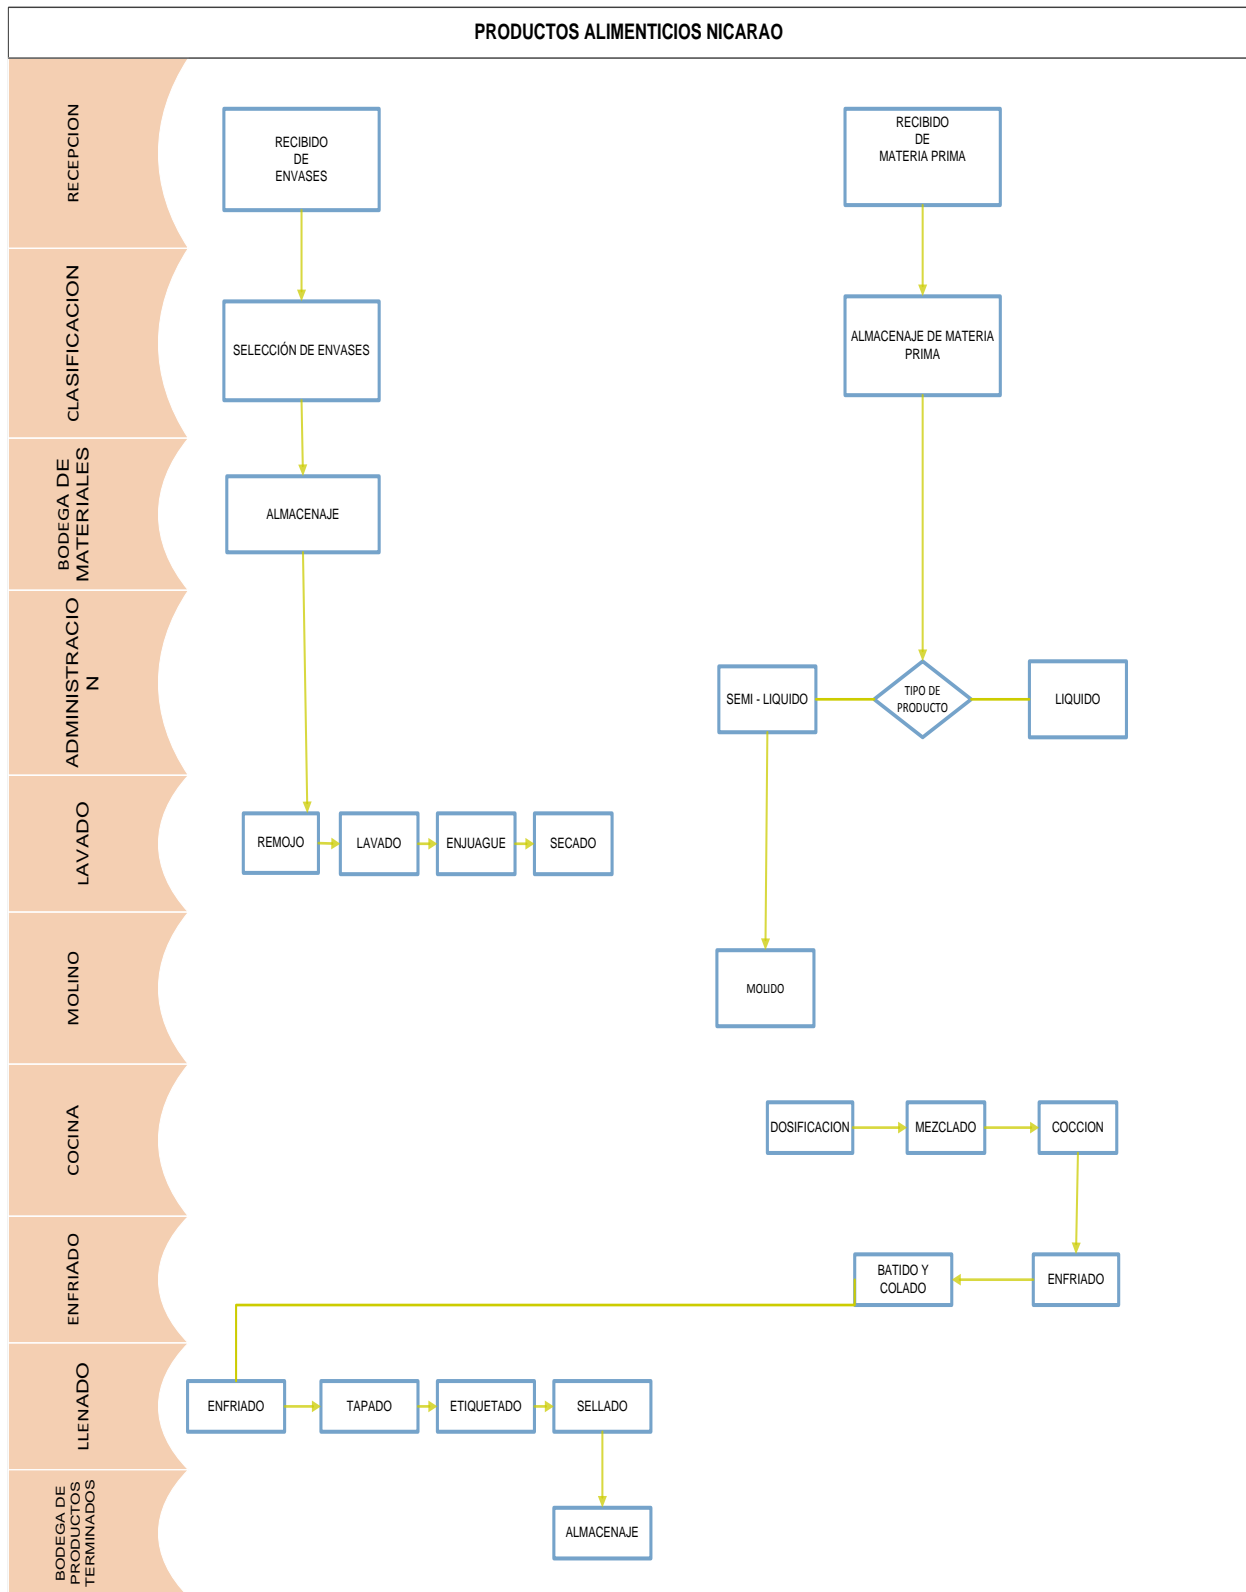 PRODUCTOS ALIMENTICIOS NICARAO
RECEPCION
RECIBIDO
DE
ENVASES
RECIBIDO
DE
MATERIA PRIMA
CLASIFICACION
SELECCIÓN DE ENVASES
ALMACENAJE DE MATERIA
PRIMA
BODEGA DE
MATERIALES
ALMACENAJE
ADMINISTRACIO
N
SEMI - LIQUIDO
TIPO DE
PRODUCTO
LIQUIDO
LAVADO
REMOJO
LAVADO
ENJUAGUE
SECADO
MOLINO
MOLIDO
COCINA
DOSIFICACION
MEZCLADO
COCCION
ENFRIADO
BATIDO Y
COLADO
ENFRIADO
LLENADO
ENFRIADO
TAPADO
ETIQUETADO
SELLADO
BODEGA DE
PRODUCTOS
TERMINADOS
ALMACENAJE